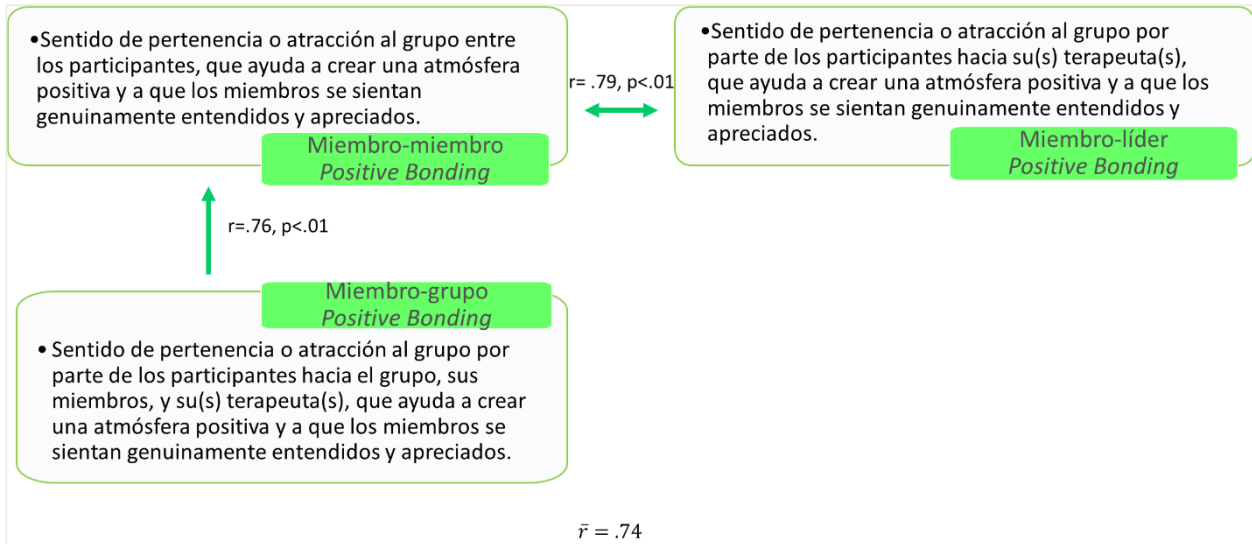 •Sentido de pertenencia o atracción al grupo entre
los participantes, que ayuda a crear una atmósfera
positiva y a que los miembros se sientan
genuinamente entendidos y apreciados.
Miembro-miembro
Positive Bonding
r= .79, p<.01
•Sentido de pertenencia o atracción al grupo por
parte de los participantes hacia su(s) terapeuta(s),
que ayuda a crear una atmósfera positiva y a que los
miembros se sientan genuinamente entendidos y
apreciados.
Miembro-líder
Positive Bonding
r=.76, p<.01
Miembro-grupo
Positive Bonding
• Sentido de pertenencia o atracción al grupo por
parte de los participantes hacia el grupo, sus
miembros, y su(s) terapeuta(s), que ayuda a crear
una atmósfera positiva y a que los miembros se
sientan genuinamente entendidos y apreciados.
r̄ = .74